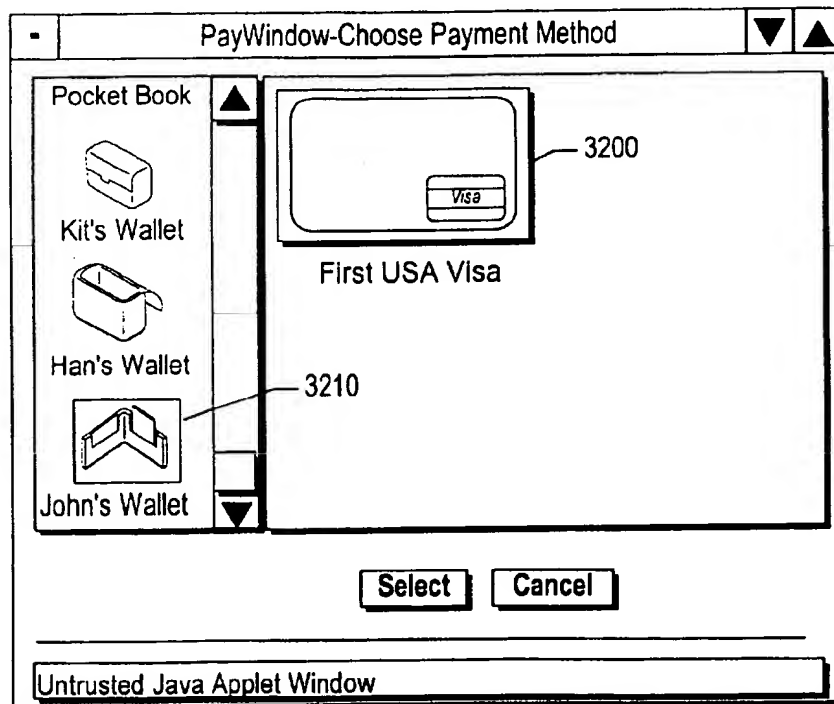 PayWindow-Choose Payment Method
Pocket Book
Kit's Wallet
Han's Wallet
John's Wallet
3210
Visa
3200
First USA Visa
Select
Cancel
Untrusted Java Applet Window